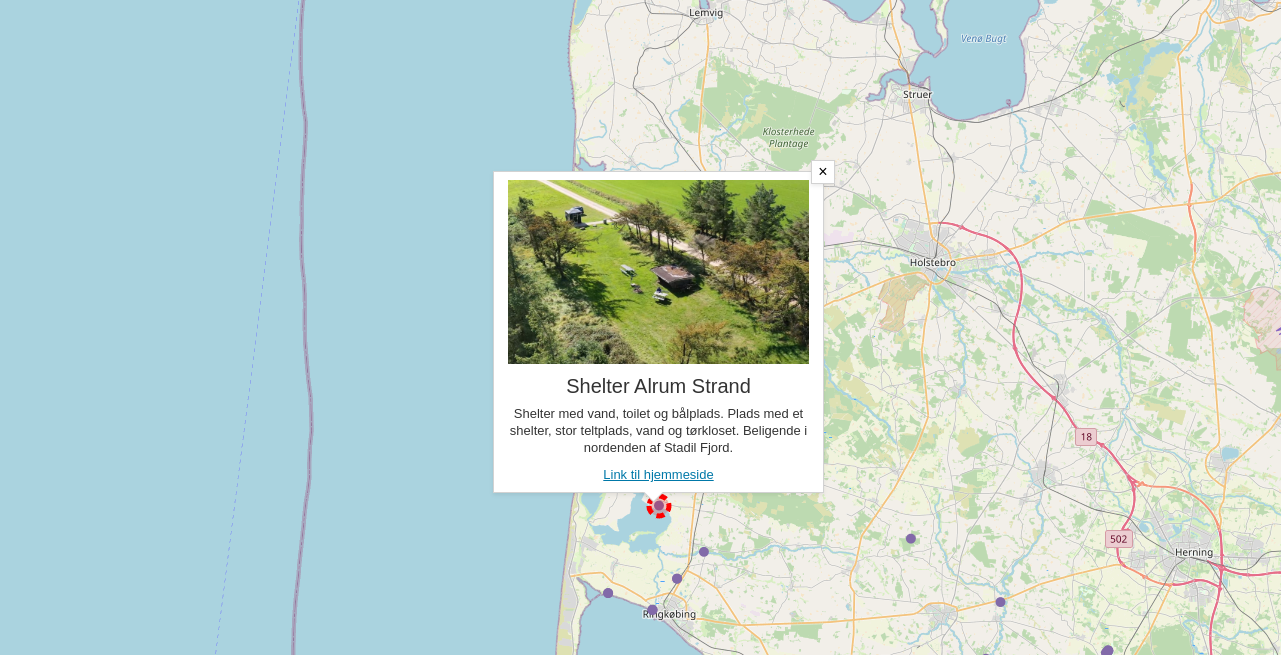 Lemvig
Venø Bugt
Struer
Klosterhede
Plantage
×
Holstebro
Shelter Alrum Strand
Shelter med vand, toilet og bålplads. Plads med et
shelter, stor teltplads, vand og tørkloset. Beligende i
nordenden af Stadil Fjord.
18
Link til hjemmeside
502
Herning
Ringkøbing